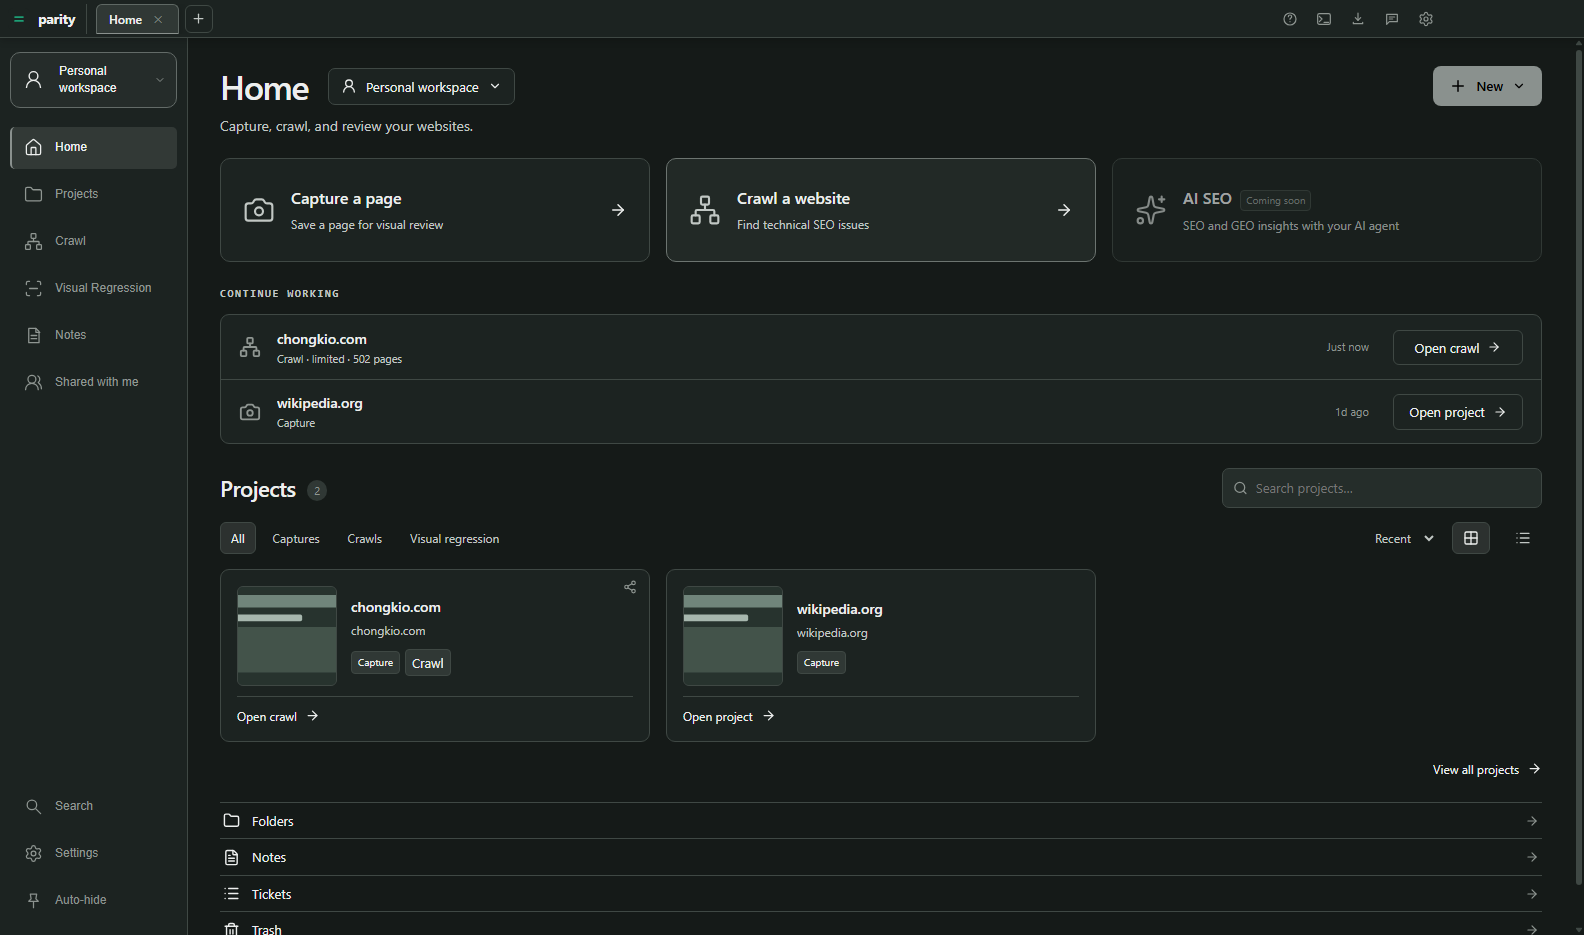 parity
Home
Personal
workspace
Home
Projects
Crawl
Visual Regression
Notes
Shared with me
Search
Settings
Auto-hide
Home
Personal workspace
New
Capture, crawl, and review your websites.
Capture a page
Save a page for visual review
Crawl a website
Find technical SEO issues
AI SEO Coming soon
SEO and GEO insights with your AI agent
CONTINUE WORKING
chongkio.com
Crawl · limited · 502 pages
Just now
Open crawl
wikipedia.org
Capture
1d ago
Open project
Projects 2
Search projects...
All Captures Crawls Visual regression
Recent
chongkio.com
chongkio.com
Capture Crawl
Open crawl
wikipedia.org
wikipedia.org
Capture
Open project
View all projects
Folders
Notes
Tickets
Trash